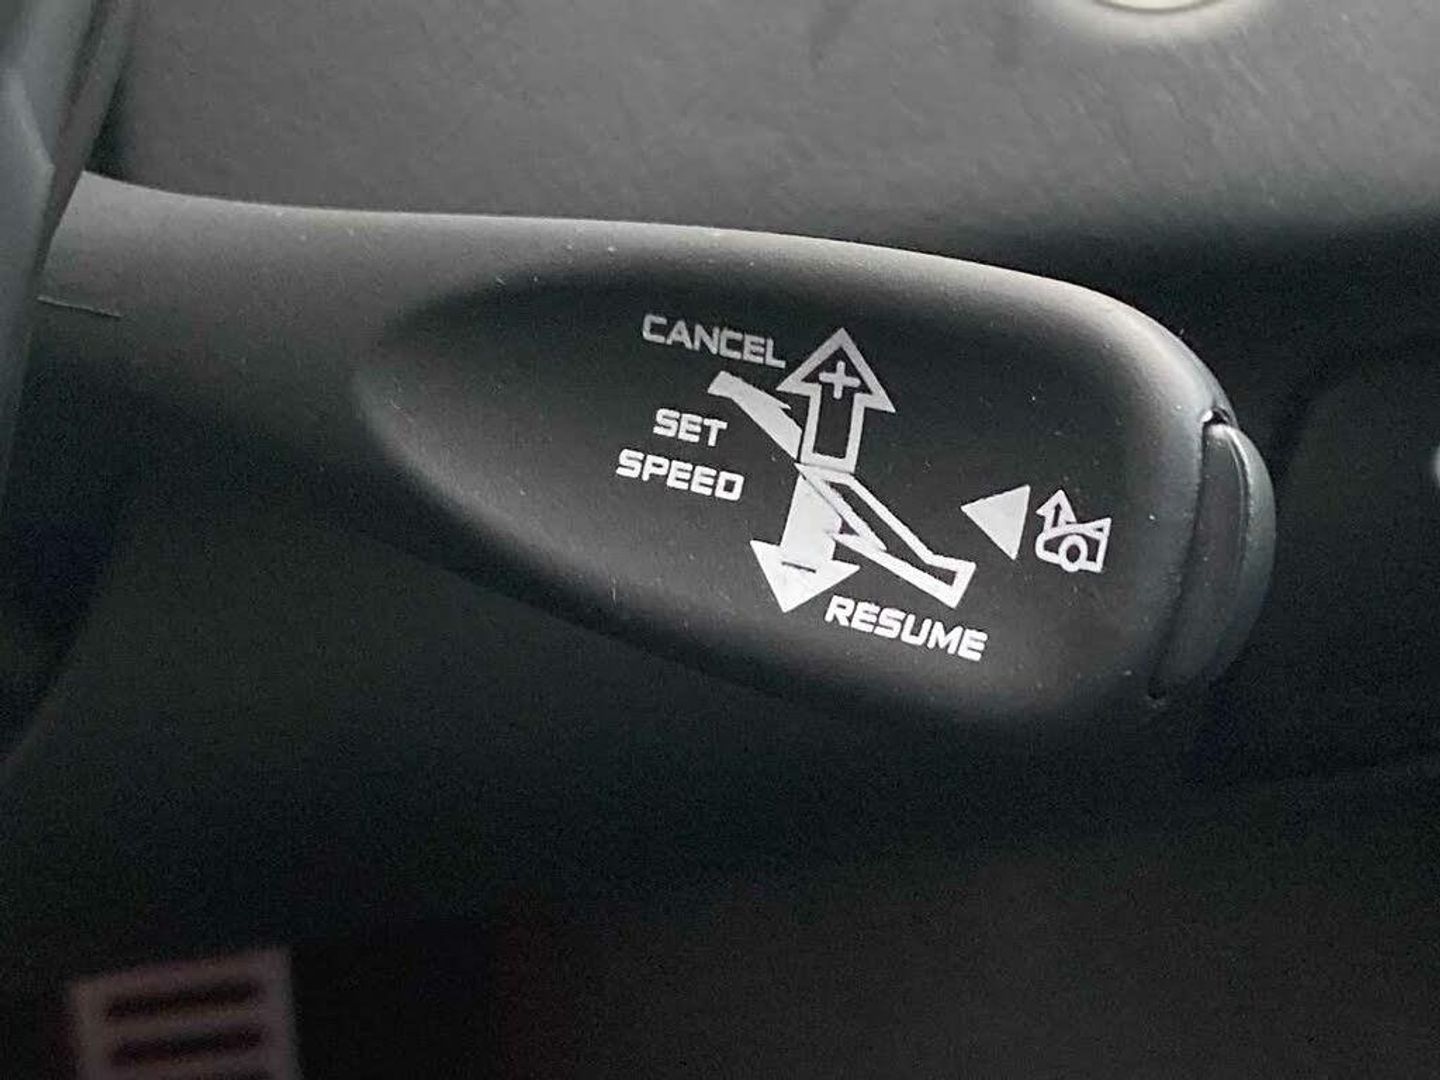 CANCEL
+
SET
SPEED
−
RESUME